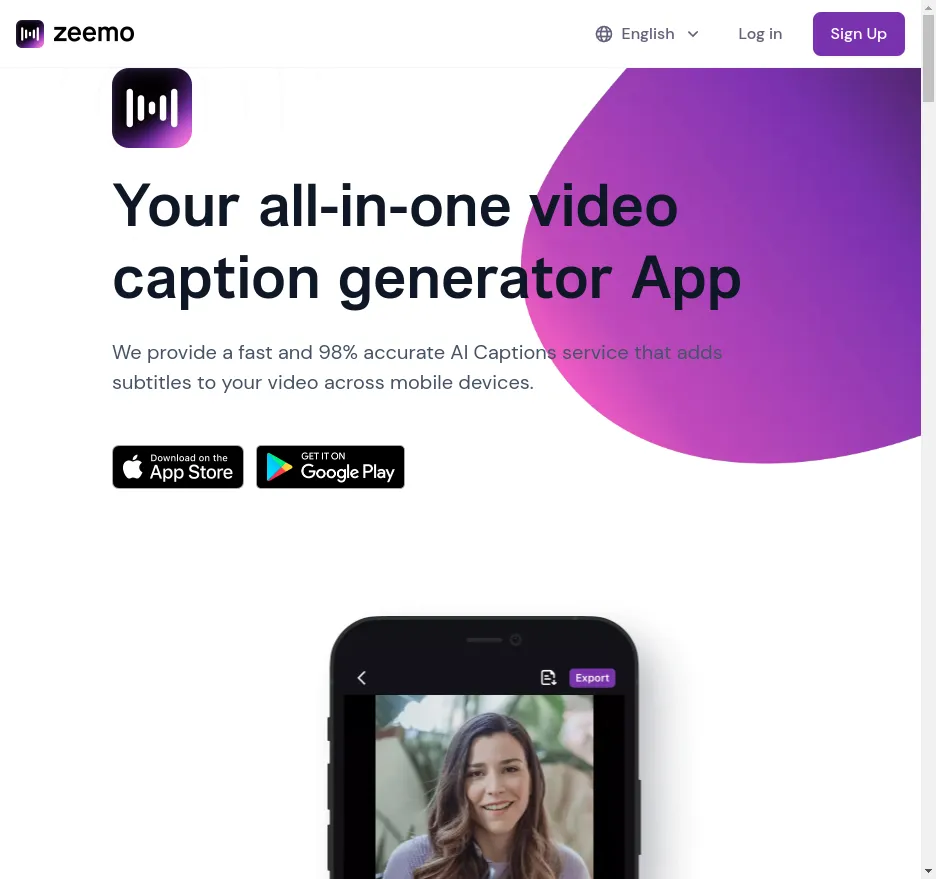 zeemo
English
Log in
Sign Up
Your all-in-one video
caption generator App
We provide a fast and 98% accurate AI Captions service that adds
subtitles to your video across mobile devices.
Download on the
App Store
GET IT ON
Google Play
Export